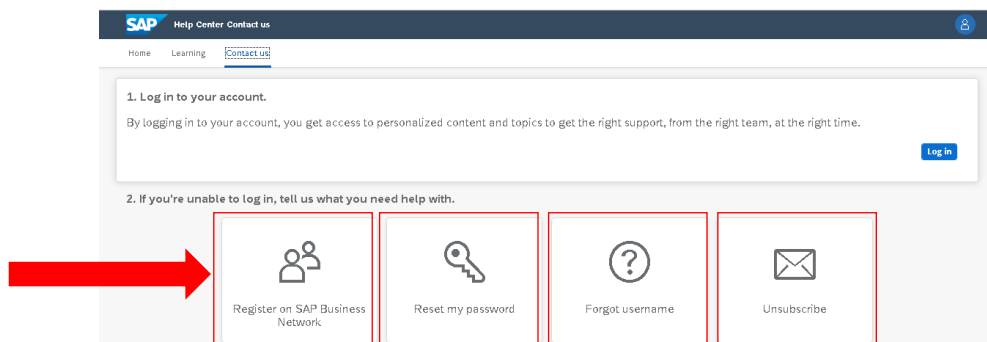 SAP Help Center Contact us
Home Learning Contact us
1. Log in to your account.
By logging in to your account, you get access to personalized content and topics to get the right support, from the right team, at the right time.
Log in
2. If you're unable to log in, tell us what you need help with.
Register on SAP Business
Network
Reset my password
Forgot username
Unsubscribe